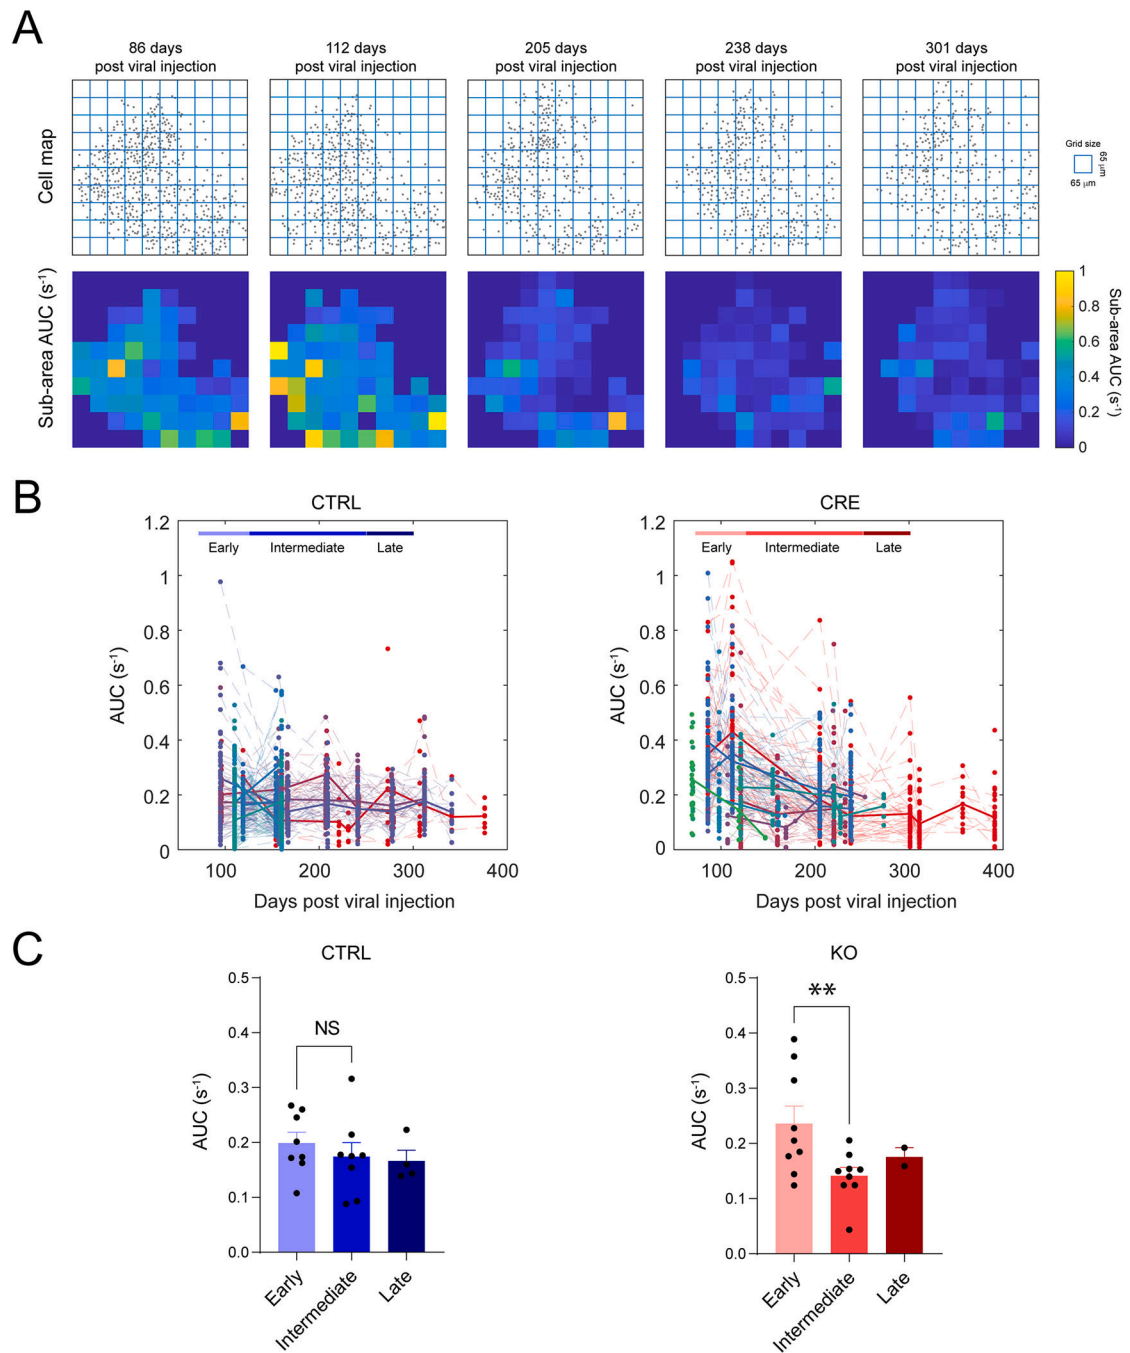 A
86 days
post viral injection
112 days
post viral injection
205 days
post viral injection
238 days
post viral injection
301 days
post viral injection
Cell map
Grid size
65 μm
65 μm
Sub-area AUC (s⁻¹)
1
0.8
0.6
0.4
0.2
0
Sub-area AUC (s⁻¹)
B
CTRL
Early
Intermediate
Late
1.2
1
0.8
0.6
0.4
0.2
0
AUC (s⁻¹)
100
200
300
400
Days post viral injection
CRE
Early
Intermediate
Late
1.2
1
0.8
0.6
0.4
0.2
0
AUC (s⁻¹)
100
200
300
400
Days post viral injection
C
CTRL
NS
0.5
0.4
0.3
0.2
0.1
0.0
AUC (s⁻¹)
Early
Intermediate
Late
KO
**
0.5
0.4
0.3
0.2
0.1
0.0
AUC (s⁻¹)
Early
Intermediate
Late